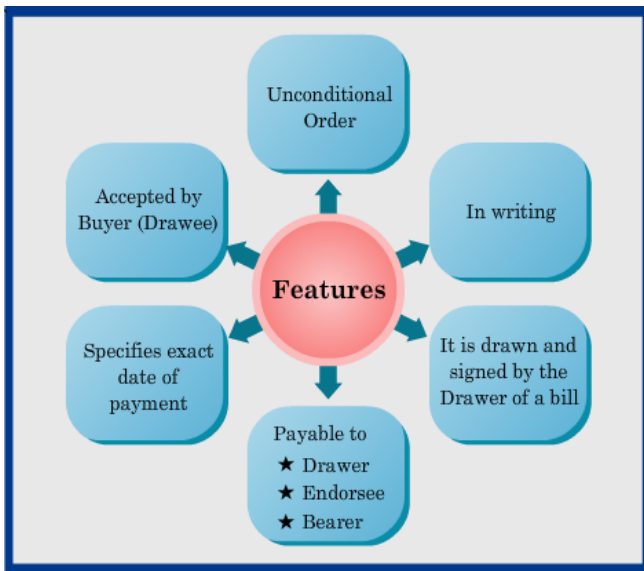 Unconditional
Order
Accepted by
Buyer (Drawee)
In writing
Features
Specifies exact
date of
payment
It is drawn and
signed by the
Drawer of a bill
Payable to
★ Drawer
★ Endorsee
★ Bearer